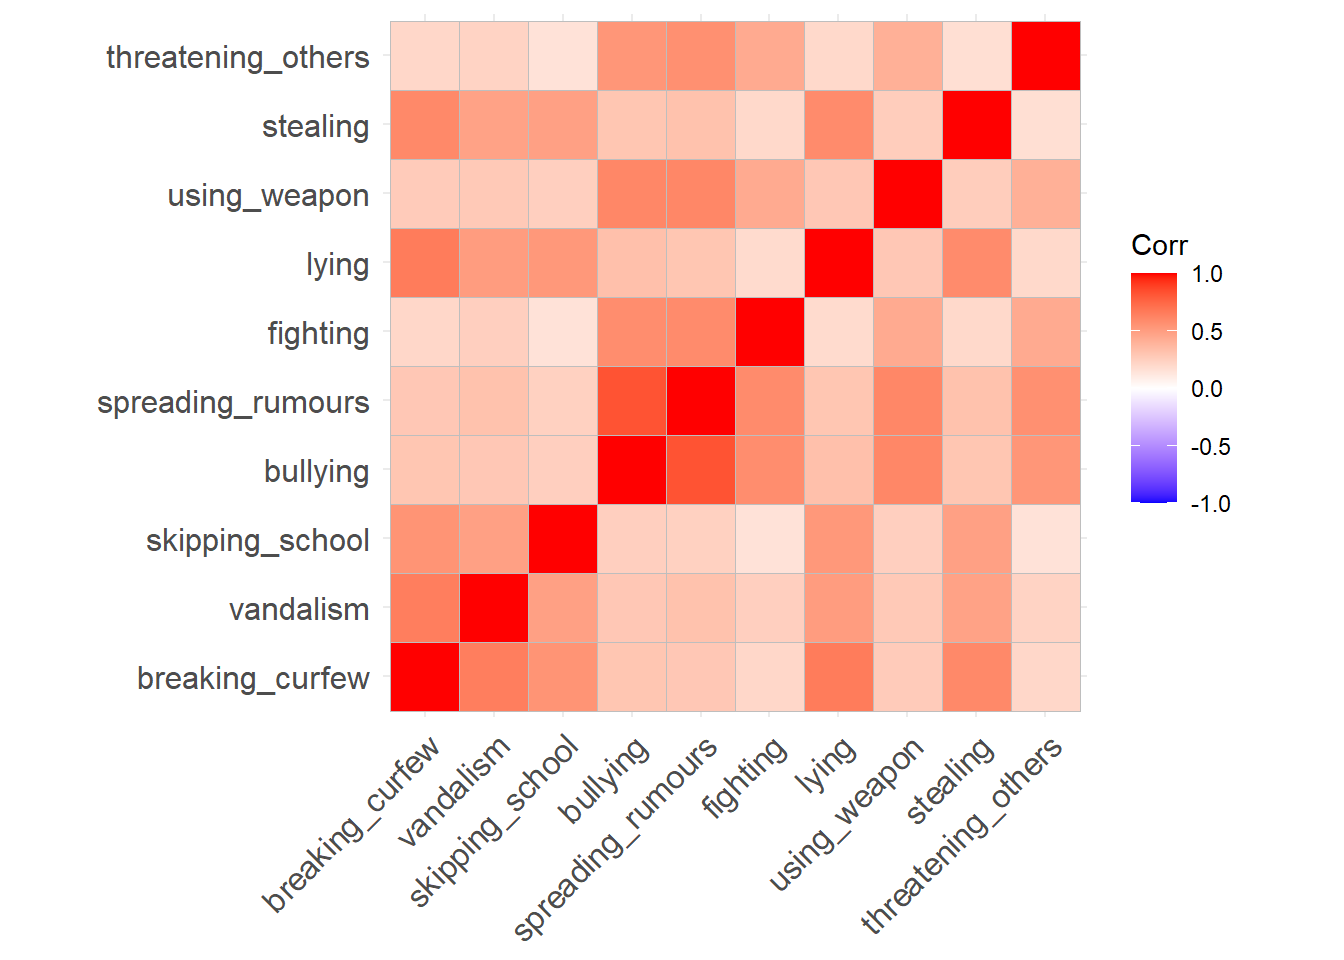 threatening_others
stealing
using_weapon
lying
fighting
spreading_rumours
bullying
skipping_school
vandalism
breaking_curfew
breaking_curfew
vandalism
skipping_school
bullying
spreading_rumours
fighting
lying
using_weapon
stealing
threatening_others
Corr
1.0
0.5
0.0
-0.5
-1.0